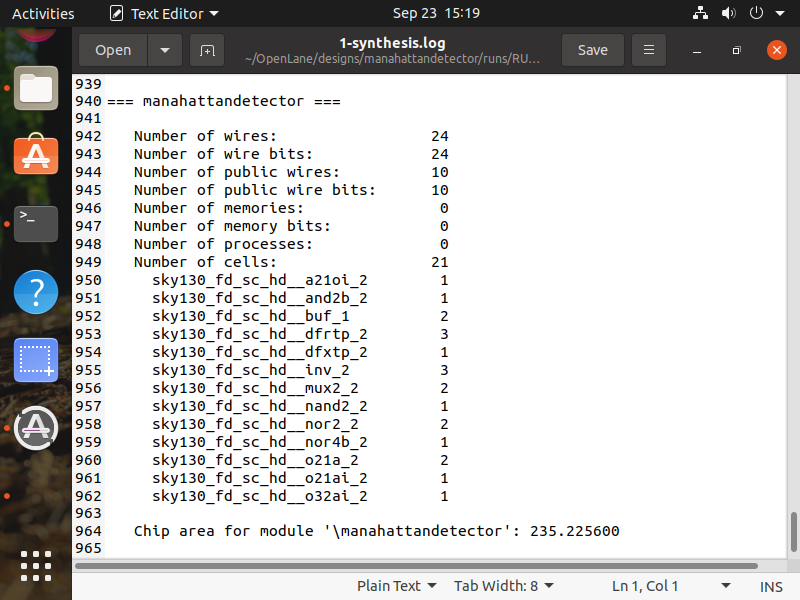 Activities Text Editor Sep 23 15:19
Open 1-synthesis.log Save
~/OpenLane/designs/manahattandetector/runs/RU...
939
940 === manahattandetector ===
941
942 Number of wires: 24
943 Number of wire bits: 24
944 Number of public wires: 10
945 Number of public wire bits: 10
946 Number of memories: 0
947 Number of memory bits: 0
948 Number of processes: 0
949 Number of cells: 21
950 sky130_fd_sc_hd__a21oi_2 1
951 sky130_fd_sc_hd__and2b_2 1
952 sky130_fd_sc_hd__buf_1 2
953 sky130_fd_sc_hd__dfrtp_2 3
954 sky130_fd_sc_hd__dfxtp_2 1
955 sky130_fd_sc_hd__inv_2 3
956 sky130_fd_sc_hd__mux2_2 2
957 sky130_fd_sc_hd__nand2_2 1
958 sky130_fd_sc_hd__nor2_2 2
959 sky130_fd_sc_hd__nor4b_2 1
960 sky130_fd_sc_hd__o21a_2 2
961 sky130_fd_sc_hd__o21ai_2 1
962 sky130_fd_sc_hd__o32ai_2 1
963
964 Chip area for module '\manahattandetector': 235.225600
965
Plain Text Tab Width: 8 Ln 1, Col 1 INS